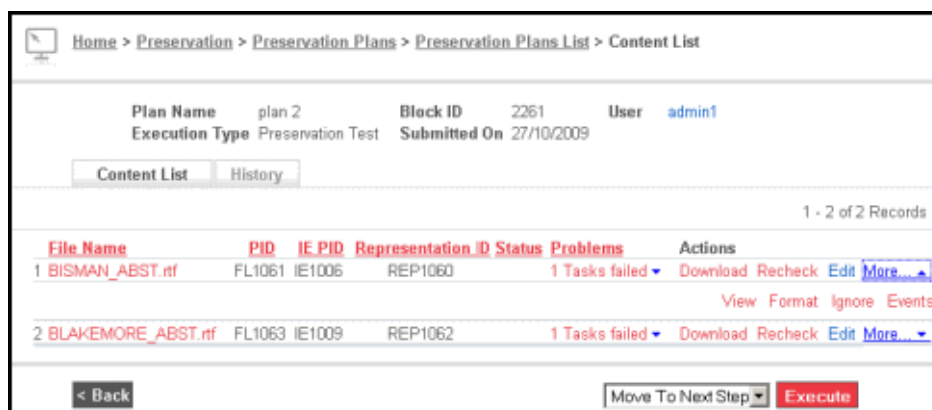 Home > Preservation > Preservation Plans > Preservation Plans List > Content List
Plan Name plan 2 Block ID 2261 User admin1
Execution Type Preservation Test Submitted On 27/10/2009
Content List History
1 - 2 of 2 Records
File Name PID IE PID Representation ID Status Problems Actions
1 BISMAN_ABST.rtf FL1061 IE1006 REP1060 1 Tasks failed Download Recheck Edit More...
View Format Ignore Events
2 BLAKEMORE_ABST.rtf FL1063 IE1009 REP1062 1 Tasks failed Download Recheck Edit More...
< Back Move To Next Step Execute